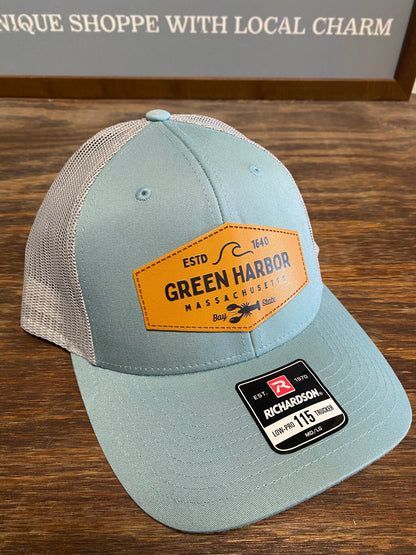 NIQUE SHOPPE WITH LOCAL CHARM
ESTD 1640
GREEN HARBOR
MASSACHUSETTS
Bay State
EST. 1970
R
RICHARDSON®
LOW-PRO 115 TRUCKER
MD/LG